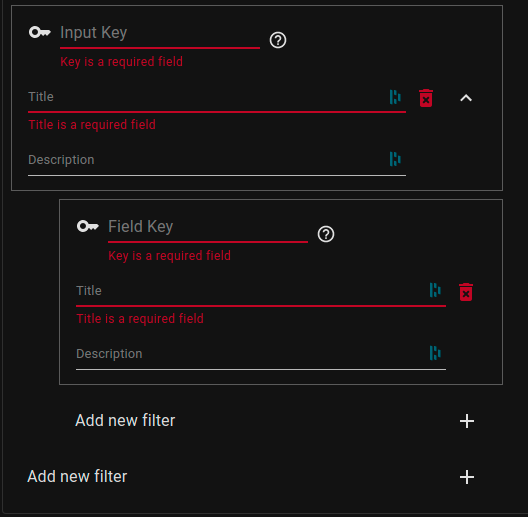 Input Key
Key is a required field
Title
Title is a required field
Description
Field Key
Key is a required field
Title
Title is a required field
Description
Add new filter
Add new filter